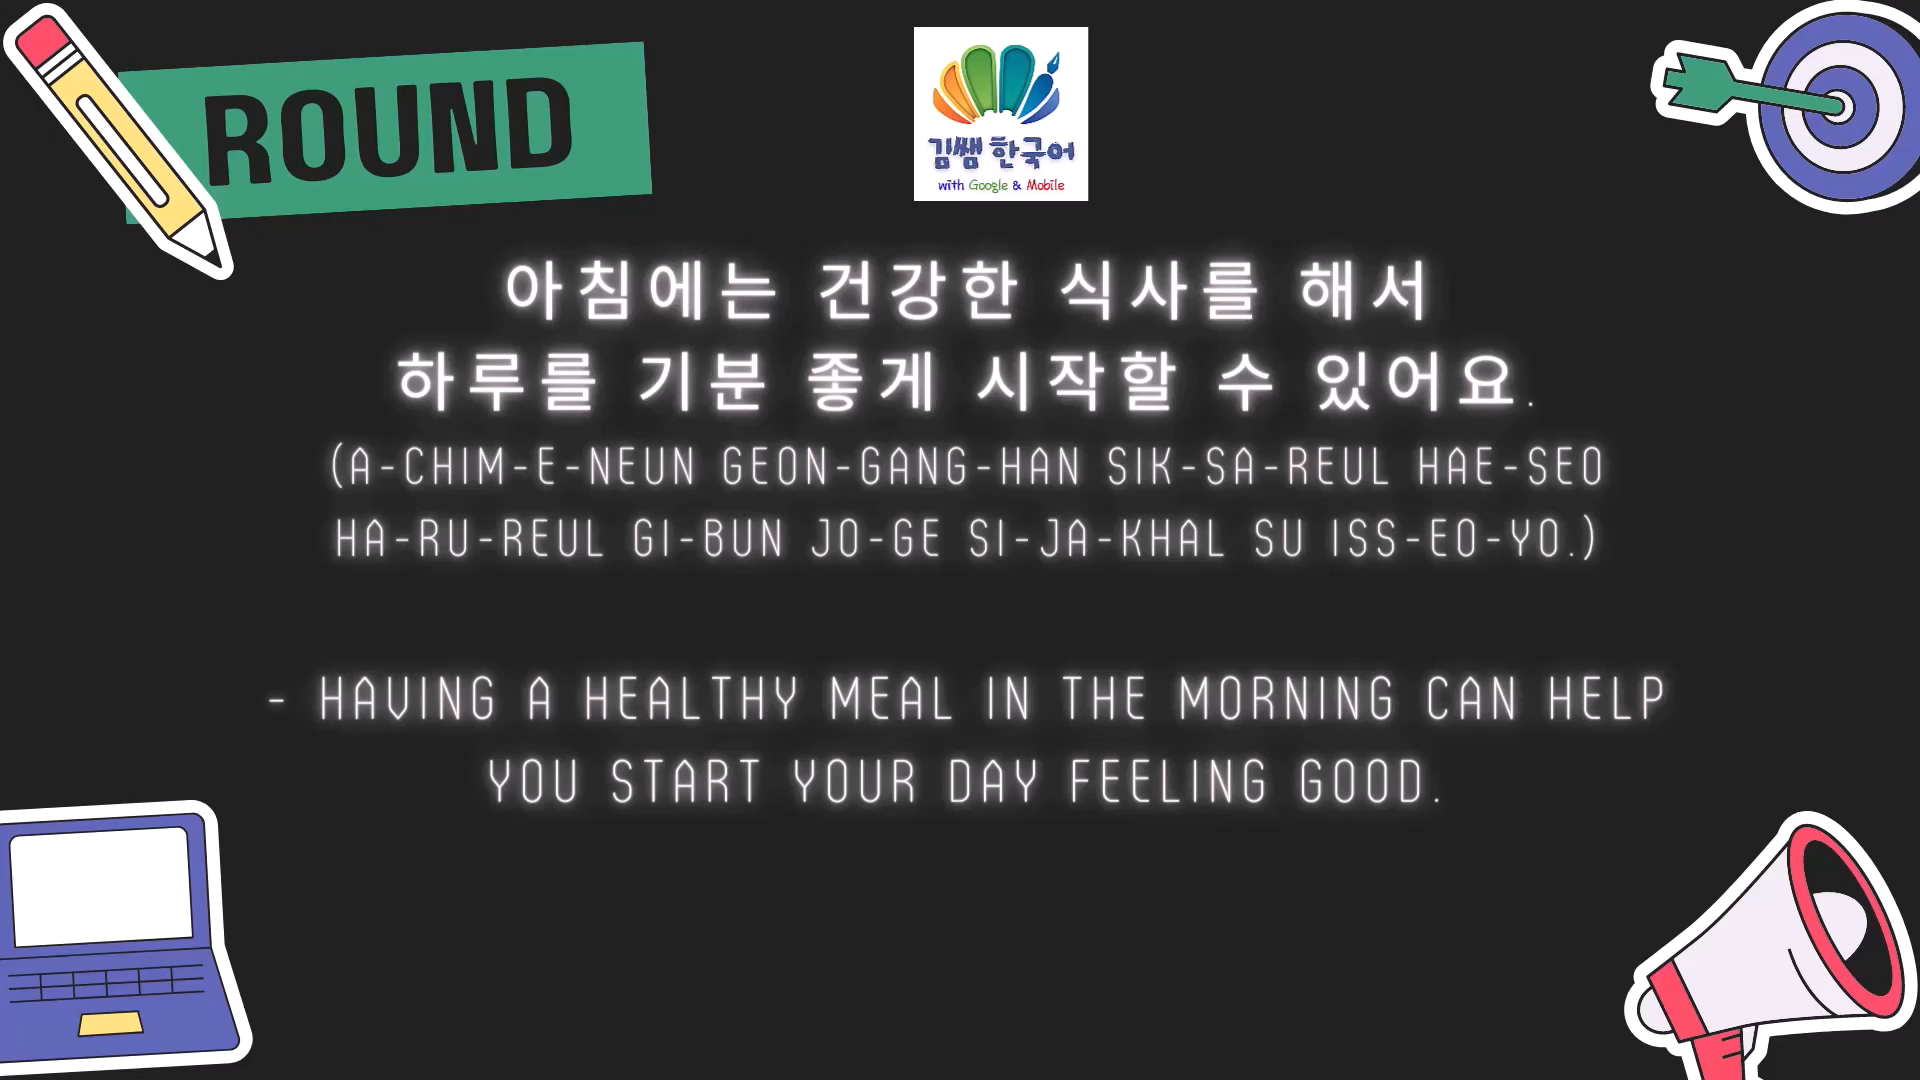 ROUND
김쌤 한국어
with Google & Mobile
아침에는 건강한 식사를 해서
하루를 기분 좋게 시작할 수 있어요.
(A-CHIM-E-NEUN GEON-GANG-HAN SIK-SA-REUL HAE-SEO
HA-RU-REUL GI-BUN JO-GE SI-JA-KHAL SU ISS-EO-YO.)
- HAVING A HEALTHY MEAL IN THE MORNING CAN HELP
YOU START YOUR DAY FEELING GOOD.